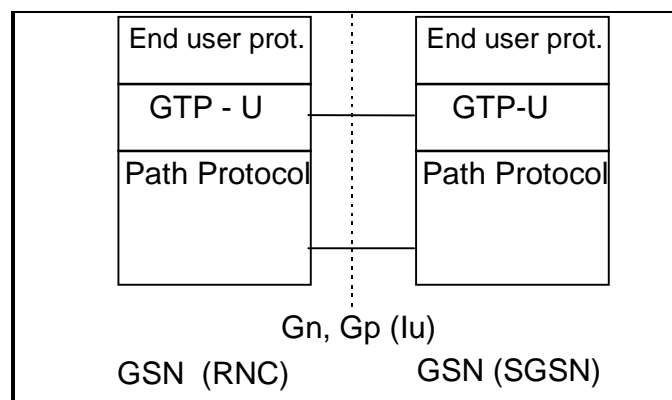 End user prot.
End user prot.
GTP - U
GTP-U
Path Protocol
Path Protocol
Gn, Gp (Iu)
GSN (RNC)
GSN (SGSN)